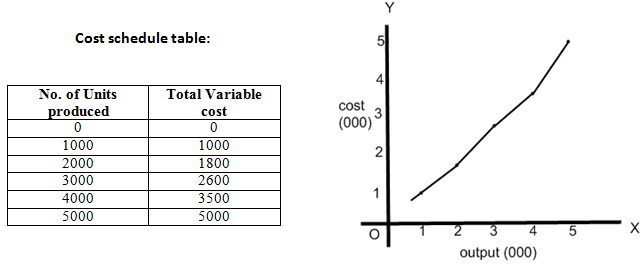 Cost schedule table:
No. of Units produced Total Variable cost
0 0
1000 1000
2000 1800
3000 2600
4000 3500
5000 5000
Y
5
4
cost
(000)
3
2
1
O 1 2 3 4 5 X
output (000)